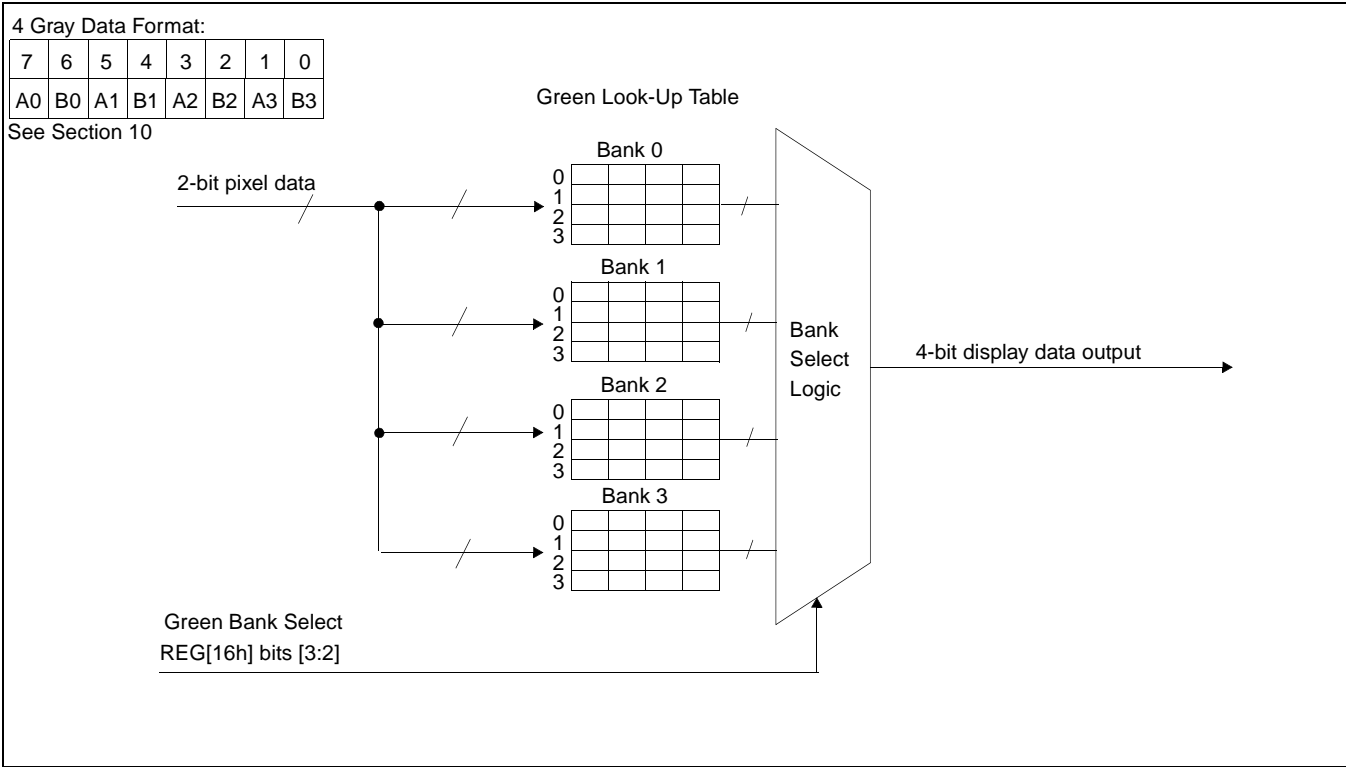 4 Gray Data Format:
7 6 5 4 3 2 1 0
A0 B0 A1 B1 A2 B2 A3 B3
See Section 10
Green Look-Up Table
2-bit pixel data
Bank 0
0
1
2
3
Bank 1
0
1
2
3
Bank 2
0
1
2
3
Bank 3
0
1
2
3
Bank
Select
Logic
4-bit display data output
Green Bank Select
REG[16h] bits [3:2]